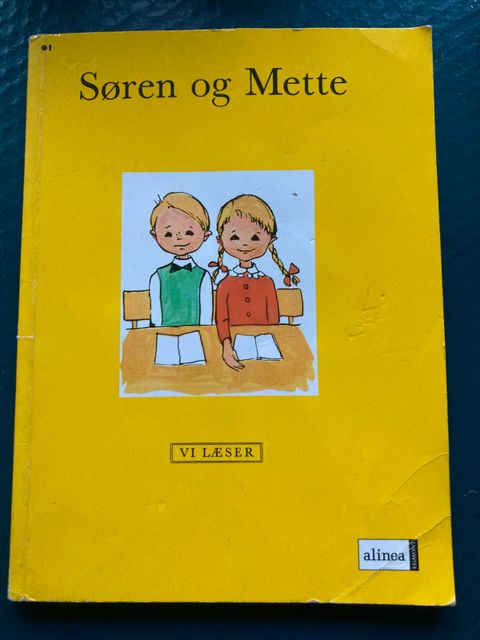 Søren og Mette
VI LÆSER
alinea
EGMONT